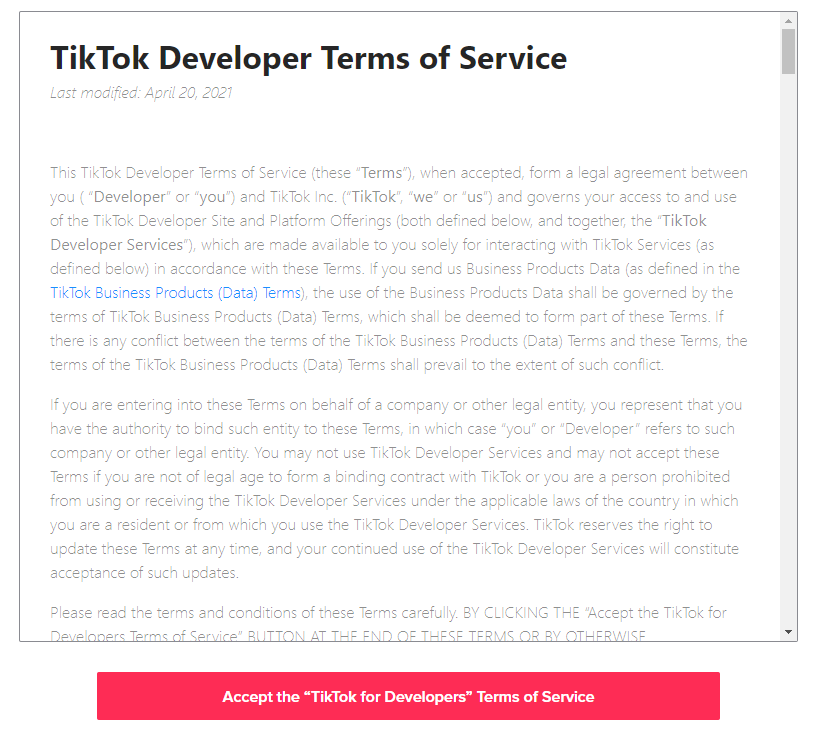 TikTok Developer Terms of Service
Last modified: April 20, 2021
This TikTok Developer Terms of Service (these “Terms”), when accepted, form a legal agreement between
you ( “Developer” or “you”) and TikTok Inc. (“TikTok”, “we” or “us”) and governs your access to and use
of the TikTok Developer Site and Platform Offerings (both defined below, and together, the “TikTok
Developer Services”), which are made available to you solely for interacting with TikTok Services (as
defined below) in accordance with these Terms. If you send us Business Products Data (as defined in the
TikTok Business Products (Data) Terms), the use of the Business Products Data shall be governed by the
terms of TikTok Business Products (Data) Terms, which shall be deemed to form part of these Terms. If
there is any conflict between the terms of the TikTok Business Products (Data) Terms and these Terms, the
terms of the TikTok Business Products (Data) Terms shall prevail to the extent of such conflict.
If you are entering into these Terms on behalf of a company or other legal entity, you represent that you
have the authority to bind such entity to these Terms, in which case “you” or “Developer” refers to such
company or other legal entity. You may not use TikTok Developer Services and may not accept these
Terms if you are not of legal age to form a binding contract with TikTok or you are a person prohibited
from using or receiving the TikTok Developer Services under the applicable laws of the country in which
you are a resident or from which you use the TikTok Developer Services. TikTok reserves the right to
update these Terms at any time, and your continued use of the TikTok Developer Services will constitute
acceptance of such updates.
Please read the terms and conditions of these Terms carefully. BY CLICKING THE “Accept the TikTok for
Developers Terms of Service” BUTTON AT THE END OF THESE TERMS OR BY OTHERWISE
Accept the “TikTok for Developers” Terms of Service